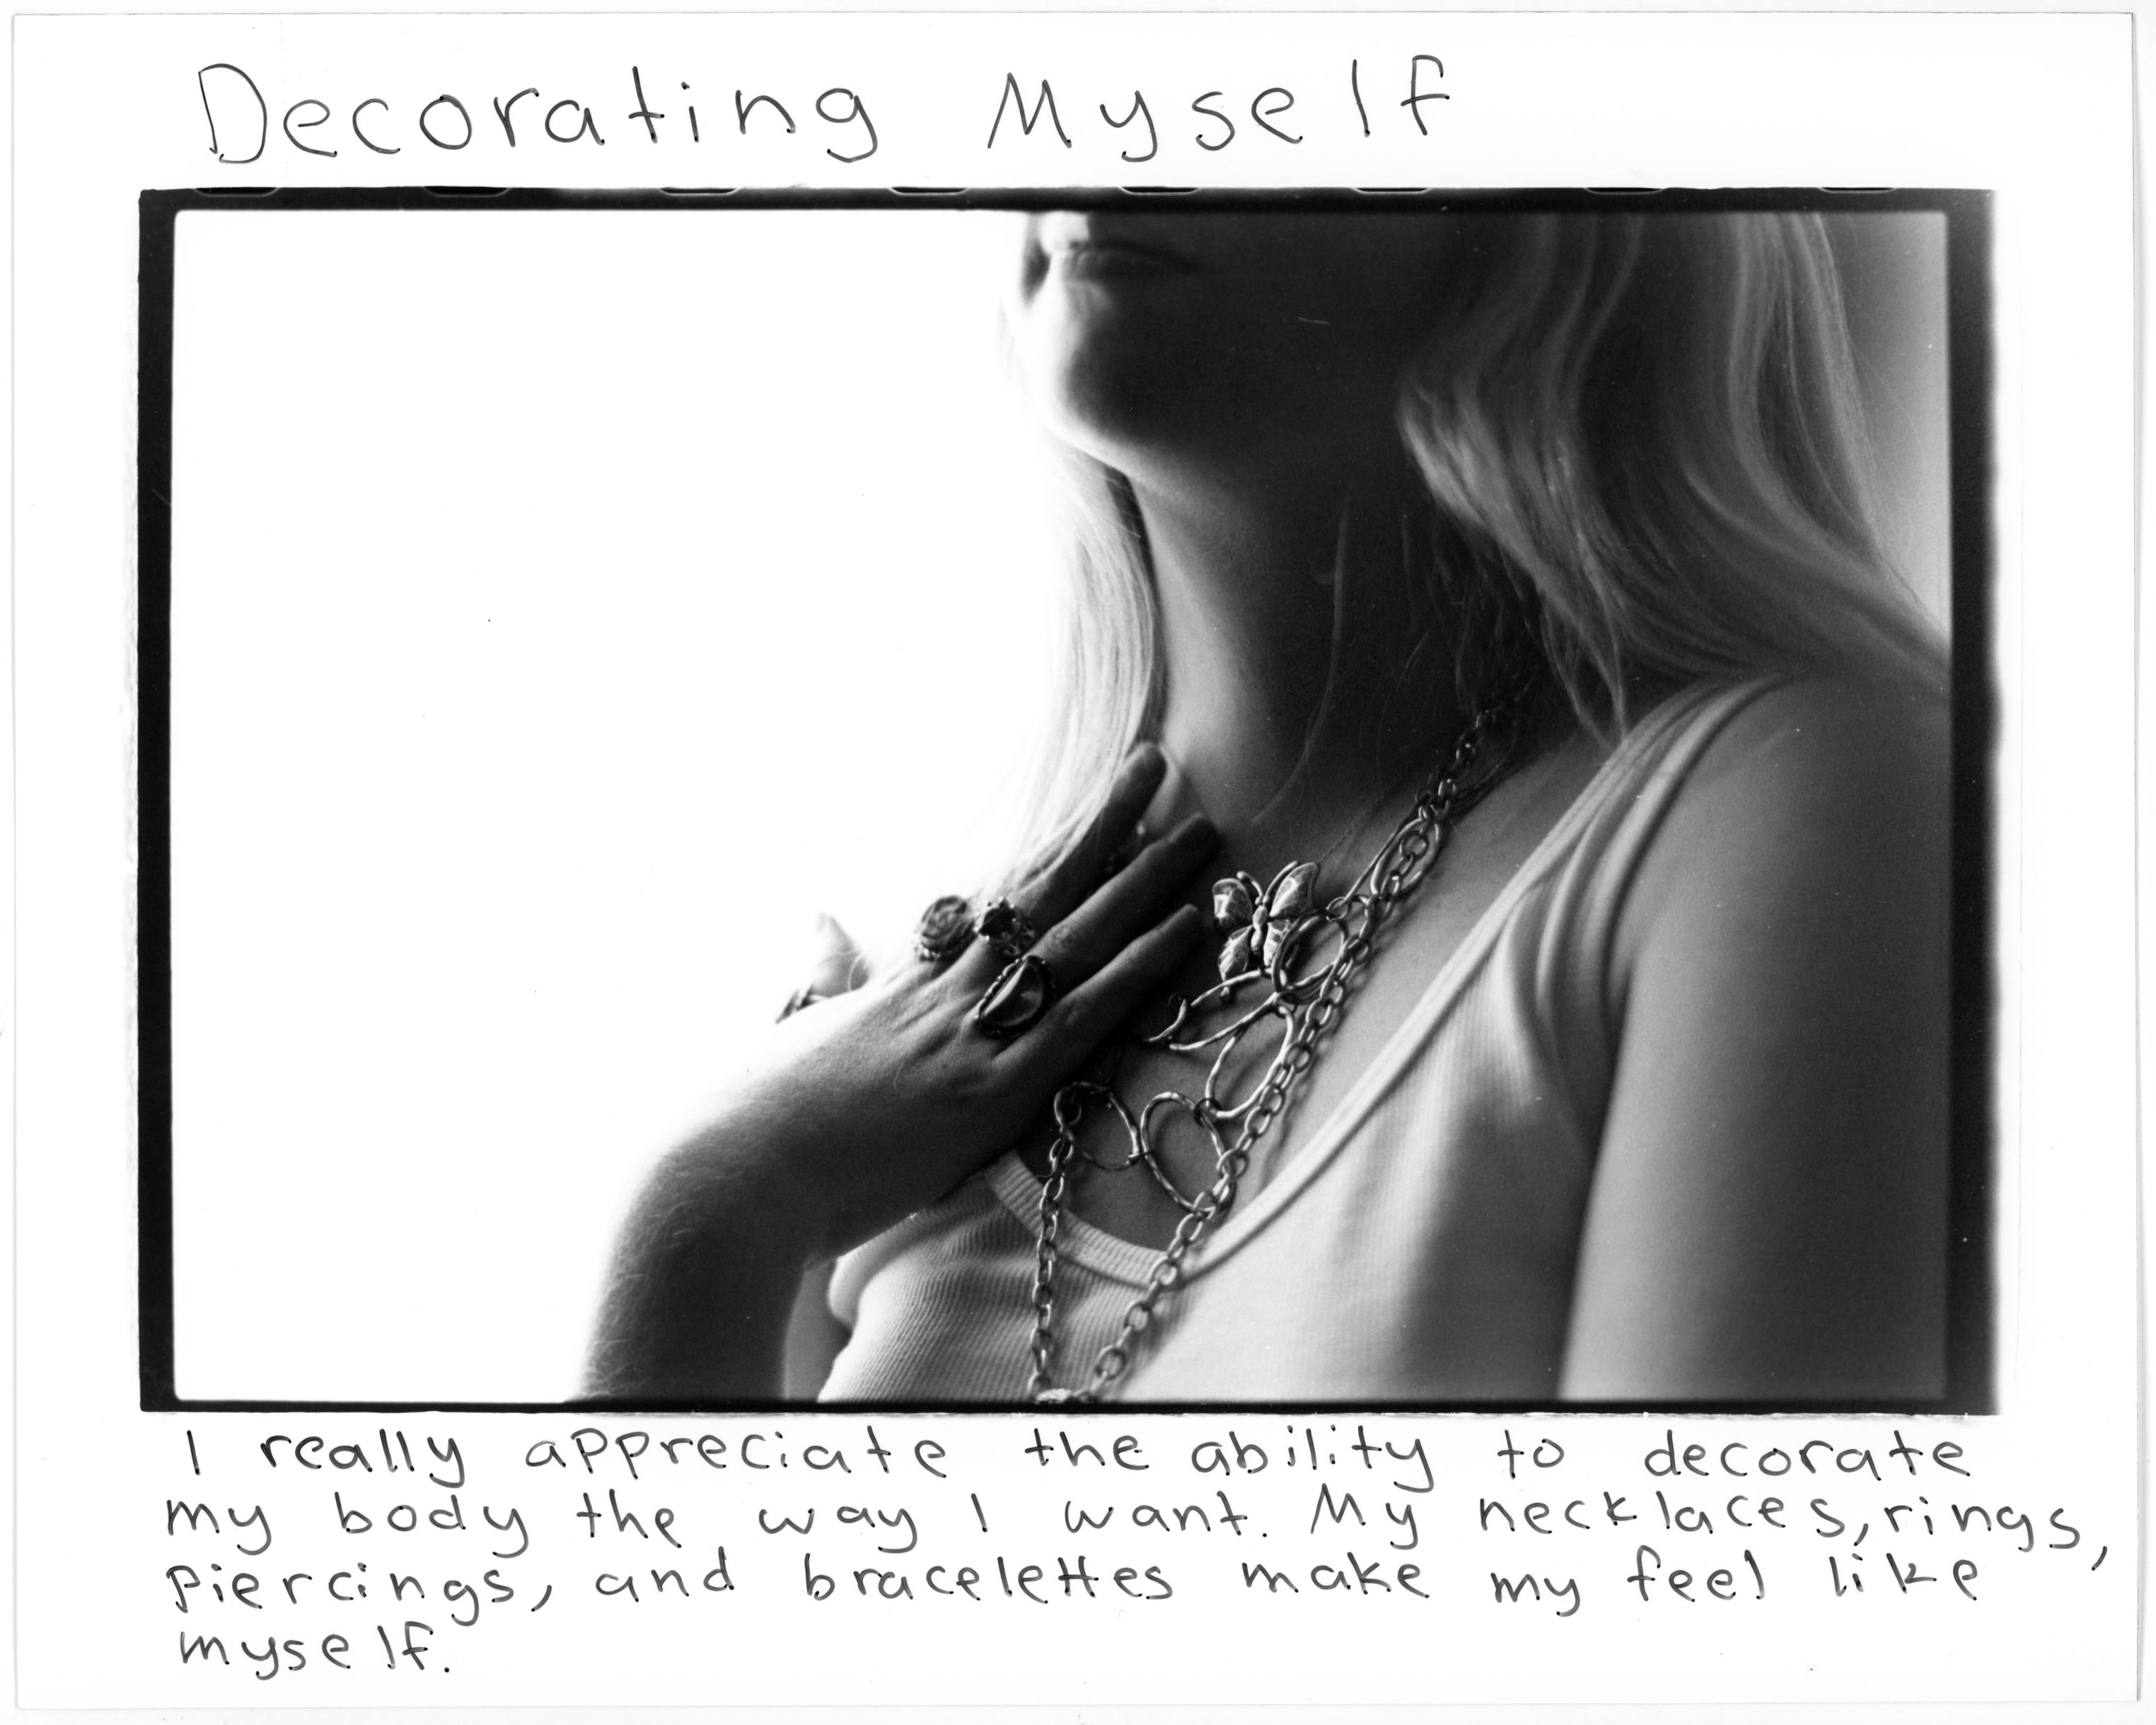 Decorating Myself
I really appreciate the ability to decorate
my body the way I want. My necklaces, rings,
piercings, and bracelettes make my feel like
myself.